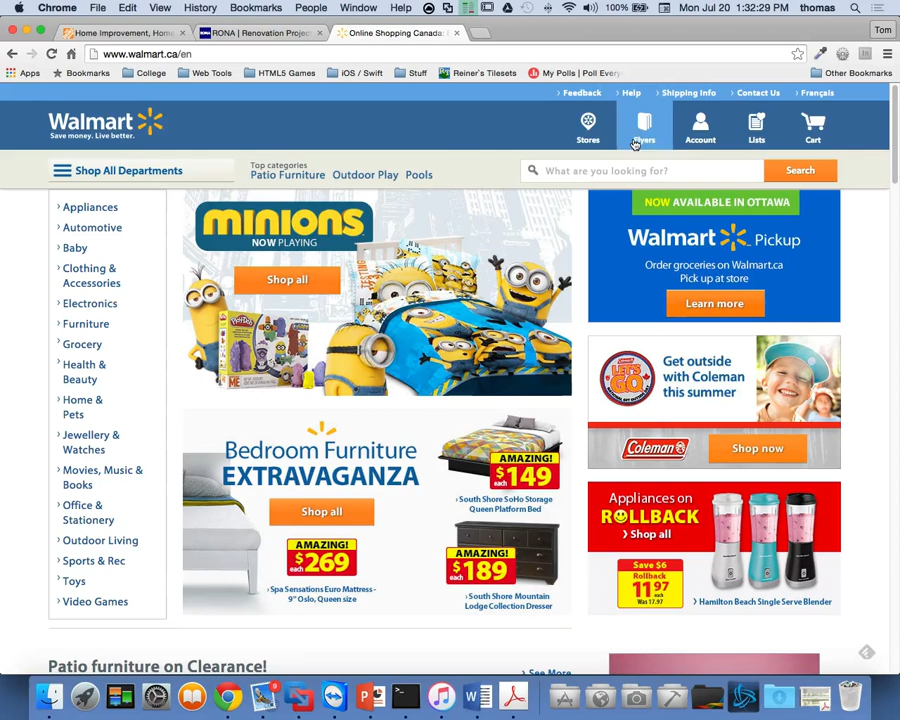 Chrome File Edit View History Bookmarks People Window Help 100% Mon Jul 20 1:32:29 PM thomas
Home Improvement, Home RONA | Renovation Projec Online Shopping Canada: Tom
www.walmart.ca/en
Apps Bookmarks College Web Tools HTML5 Games iOS / Swift Stuff Reiner's Tilesets My Polls | Poll Every Other Bookmarks
Feedback Help Shipping Info Contact Us Français
Walmart
Save money. Live better.
Stores Flyers Account Lists Cart
Shop All Departments
Top categories
Patio Furniture Outdoor Play Pools
What are you looking for? Search
Appliances
Automotive
Baby
Clothing &
Accessories
Electronics
Furniture
Grocery
Health &
Beauty
Home &
Pets
Jewellery &
Watches
Movies, Music &
Books
Office &
Stationery
Outdoor Living
Sports & Rec
Toys
Video Games
MINIONS
NOW PLAYING
Shop all
Play-Doh
Bedroom Furniture
EXTRAVAGANZA
Shop all
AMAZING!
$149
each
South Shore SoHo Storage
Queen Platform Bed
AMAZING!
$269
each
Spa Sensations Euro Mattress -
9" Oslo, Queen size
AMAZING!
$189
each
South Shore Mountain
Lodge Collection Dresser
NOW AVAILABLE IN OTTAWA
Walmart Pickup
Order groceries on Walmart.ca
Pick up at store
Learn more
Coleman
LET'S
GO
Get outside
with Coleman
this summer
Coleman
Shop now
Appliances on
ROLLBACK
Shop all
Save $6
Rollback
11.97
each
Was 17.97
Hamilton Beach Single Serve Blender
Patio furniture on Clearance!
See More
9